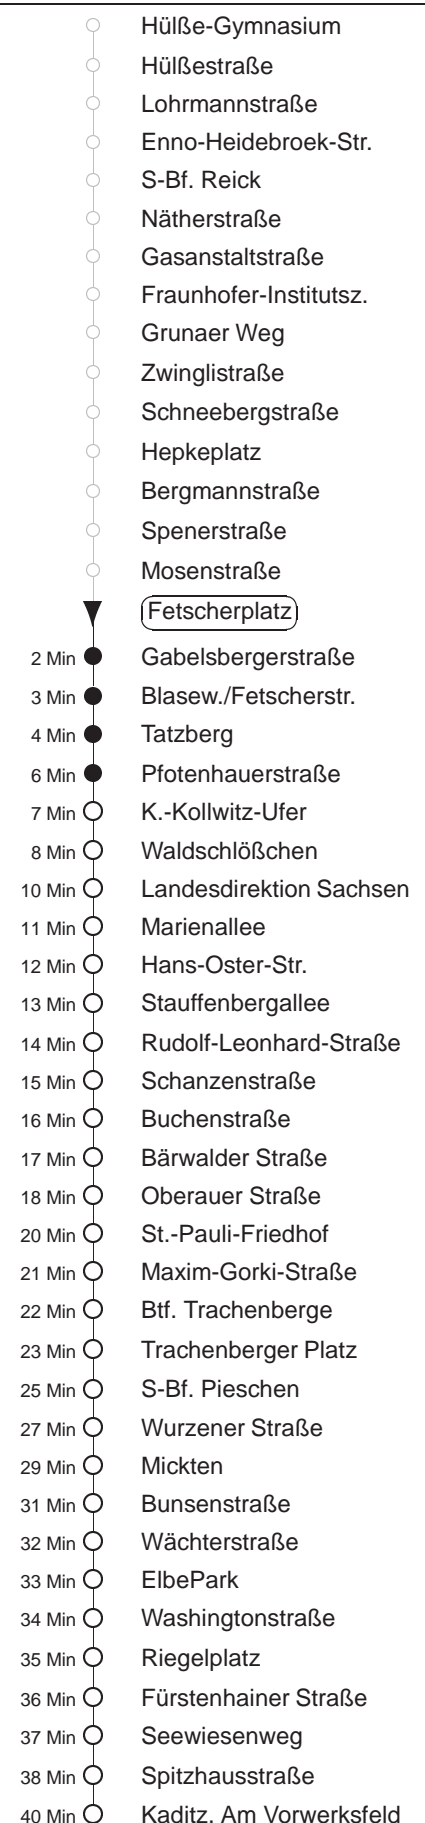 Hülße-Gymnasium
Hülßestraße
Lohrmannstraße
Enno-Heidebroek-Str.
S-Bf. Reick
Nätherstraße
Gasanstaltstraße
Fraunhofer-Institutsz.
Grunaer Weg
Zwinglistraße
Schneebergstraße
Hepkeplatz
Bergmannstraße
Spenerstraße
Mosenstraße
Fetscherplatz
2 Min Gabelsbergerstraße
3 Min Blasew./Fetscherstr.
4 Min Tatzberg
6 Min Pfotenhauerstraße
7 Min K.-Kollwitz-Ufer
8 Min Waldschlößchen
10 Min Landesdirektion Sachsen
11 Min Marienallee
12 Min Hans-Oster-Str.
13 Min Stauffenbergallee
14 Min Rudolf-Leonhard-Straße
15 Min Schanzenstraße
16 Min Buchenstraße
17 Min Bärwalder Straße
18 Min Oberauer Straße
20 Min St.-Pauli-Friedhof
21 Min Maxim-Gorki-Straße
22 Min Btf. Trachenberge
23 Min Trachenberger Platz
25 Min S-Bf. Pieschen
27 Min Wurzener Straße
29 Min Mickten
31 Min Bunsenstraße
32 Min Wächterstraße
33 Min ElbePark
34 Min Washingtonstraße
35 Min Riegelplatz
36 Min Fürstenhainer Straße
37 Min Seewiesenweg
38 Min Spitzhausstraße
40 Min Kaditz, Am Vorwerksfeld